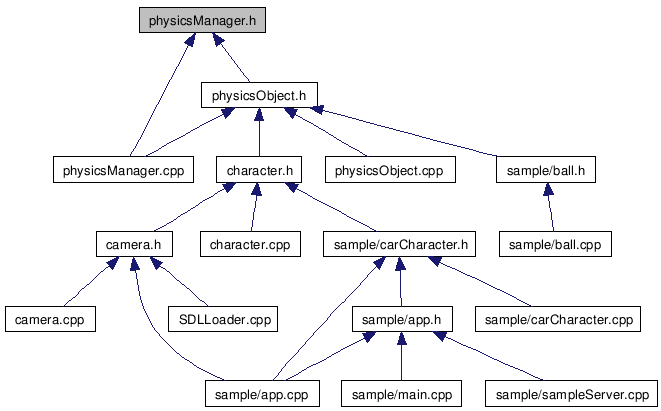 physicsManager.h
physicsObject.h
physicsManager.cpp
character.h
physicsObject.cpp
sample/ball.h
camera.h
character.cpp
sample/carCharacter.h
sample/ball.cpp
camera.cpp
SDLLoader.cpp
sample/app.h
sample/carCharacter.cpp
sample/app.cpp
sample/main.cpp
sample/sampleServer.cpp